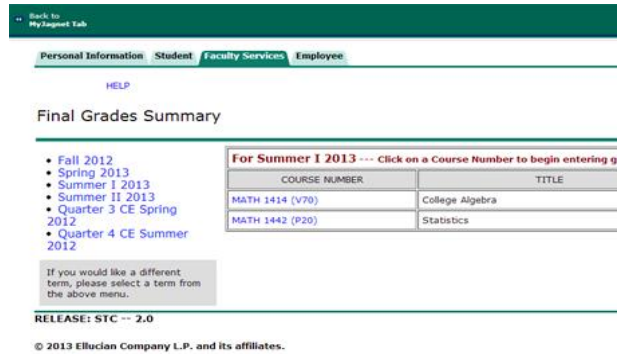 Back to
MyJagnet Tab
Personal Information Student Faculty Services Employee
HELP
Final Grades Summary
• Fall 2012
• Spring 2013
• Summer I 2013
• Summer II 2013
• Quarter 3 CE Spring
2012
• Quarter 4 CE Summer
2012
If you would like a different
term, please select a term from
the above menu.
For Summer I 2013 --- Click on a Course Number to begin entering g
COURSE NUMBER TITLE
MATH 1414 (V70) College Algebra
MATH 1442 (P20) Statistics
RELEASE: STC -- 2.0
© 2013 Ellucian Company L.P. and its affiliates.